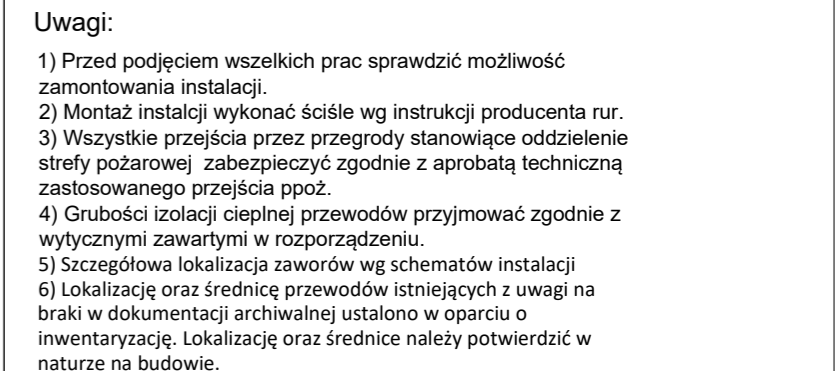 Uwagi:
1) Przed podjęciem wszelkich prac sprawdzić możliwość
zamontowania instalacji.
2) Montaż instalcji wykonać ściśle wg instrukcji producenta rur.
3) Wszystkie przejścia przez przegrody stanowiące oddzielenie
strefy pożarowej  zabezpieczyć zgodnie z aprobatą techniczną
zastosowanego przejścia ppoż.
4) Grubości izolacji cieplnej przewodów przyjmować zgodnie z
wytycznymi zawartymi w rozporządzeniu.
5) Szczegółowa lokalizacja zaworów wg schematów instalacji
6) Lokalizację oraz średnicę przewodów istniejących z uwagi na
braki w dokumentacji archiwalnej ustalono w oparciu o
inwentaryzację. Lokalizację oraz średnice należy potwierdzić w
naturze na budowie.